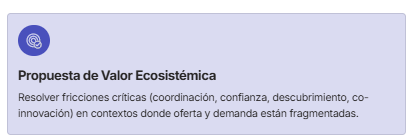 Propuesta de Valor Ecosistémica
Resolver fricciones críticas (coordinación, confianza, descubrimiento, co-
innovación) en contextos donde oferta y demanda están fragmentadas.